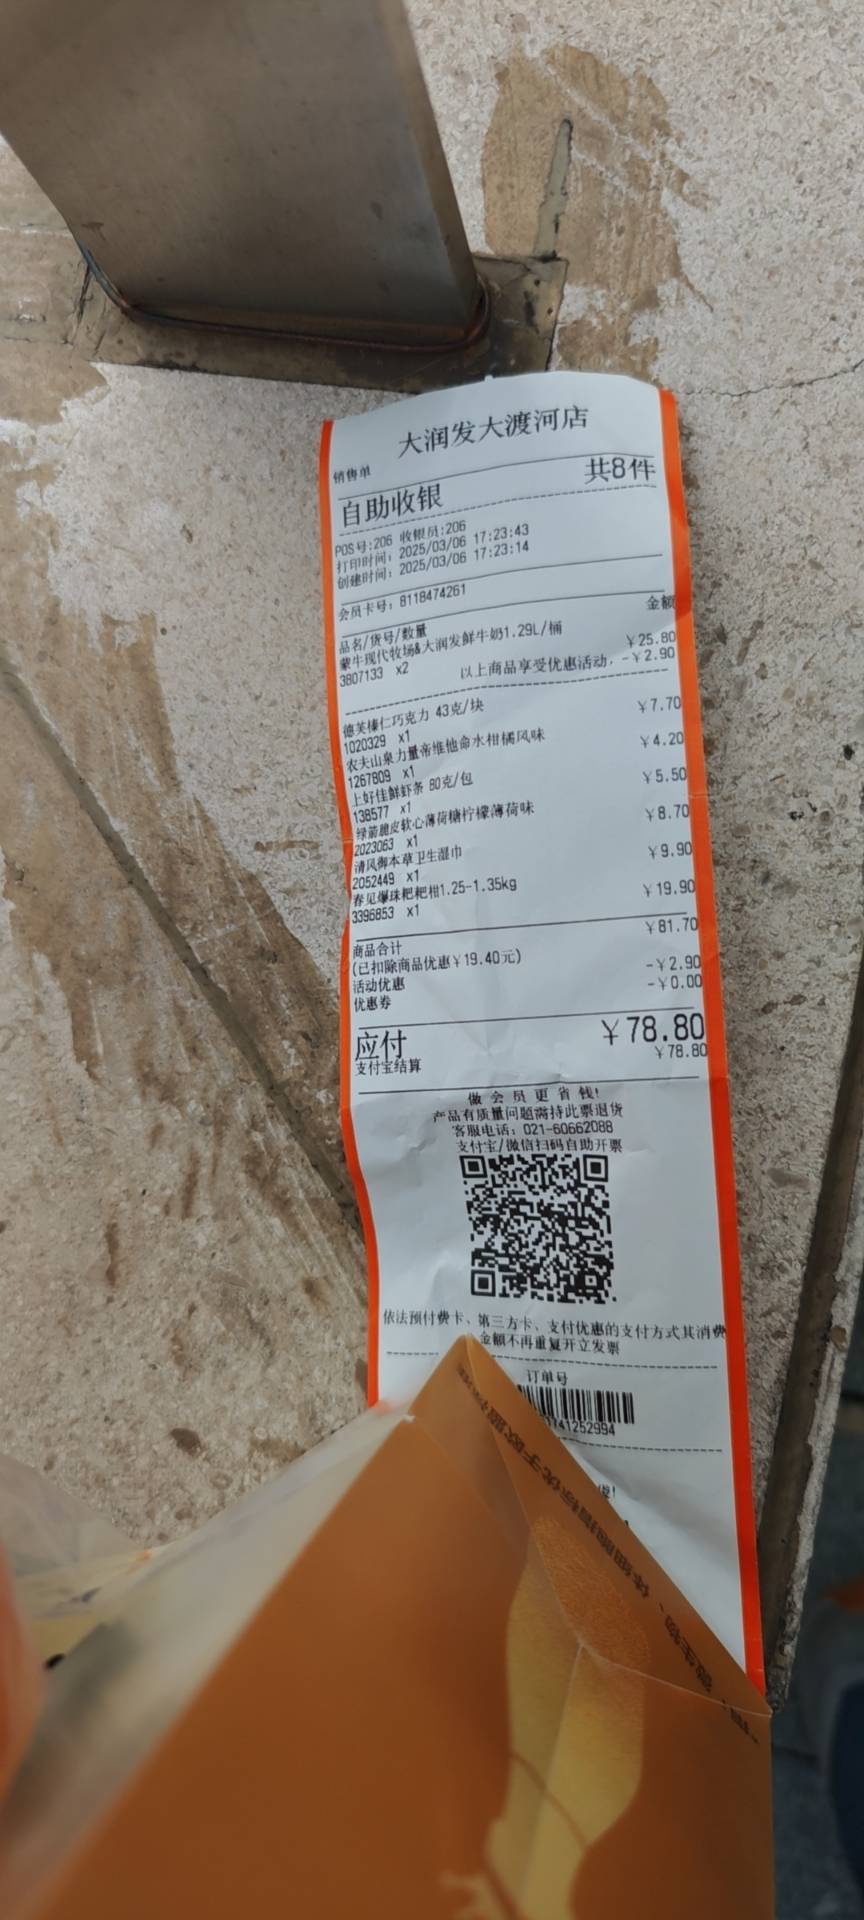 大润发大渡河店
销售单
共8件
自助收银
POS号:206 收银员:206
打印时间: 2025/03/06 17:23:43
创建时间: 2025/03/06 17:23:14
会员卡号: 8118474261
品名/货号/数量 金额
蒙牛现代牧场&大润发鲜牛奶1.29L/桶
3807133 x2 ￥25.80
以上商品享受优惠活动, -￥2.90
德芙榛仁巧克力 43克/块
1020329 x1 ￥7.70
农夫山泉力量帝维他命水柑橘风味
1267809 x1 ￥4.20
上好佳鲜虾条 80克/包
138577 x1 ￥5.50
绿箭脆皮软心薄荷糖柠檬薄荷味
2023063 x1 ￥8.70
清风御本草卫生湿巾
2052449 x1 ￥9.90
春见爆珠粑粑柑1.25-1.35kg
3396853 x1 ￥19.90
商品合计 ￥81.70
(已扣除商品优惠￥19.40元)
活动优惠 -￥2.90
优惠券 -￥0.00
应付 ￥78.80
支付宝结算 ￥78.80
做会员更省钱!
产品有质量问题需持此票退货
客服电话: 021-60662088
支付宝/微信扫码自助开票
依法预付费卡、第三方卡、支付优惠的支付方式其消费
金额不再重复开立发票
订单号
741252994